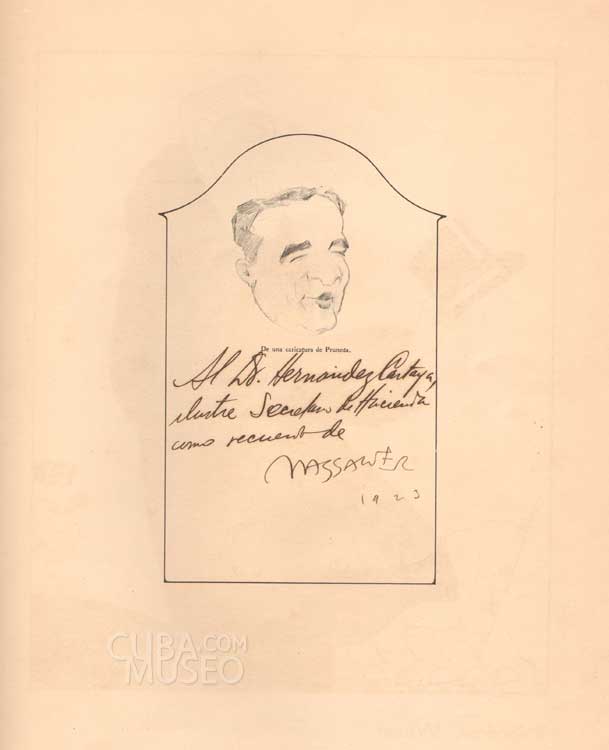 De una caricatura de Pruneda.
Al Dr. Hernández Cartaya,
ilustre Secretario de Hacienda
como recuerdo de
MASSAGUER
1923
CUBA.COM
MUSEO